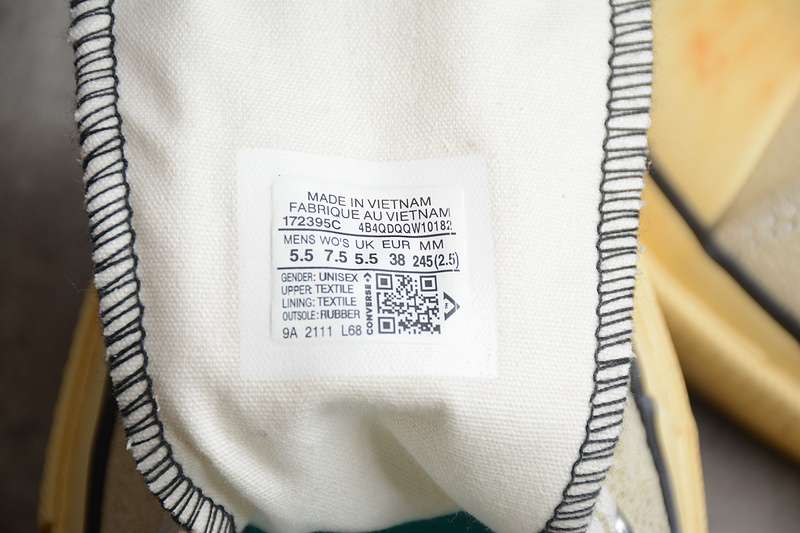 MADE IN VIETNAM
FABRIQUE AU VIETNAM
172395C 4B4QDQQW10182
MENS WO'S UK EUR MM
5.5 7.5 5.5 38 245(2.5)
GENDER: UNISEX
UPPER: TEXTILE
LINING: TEXTILE
OUTSOLE: RUBBER
9A 2111 L68
CONVERSE